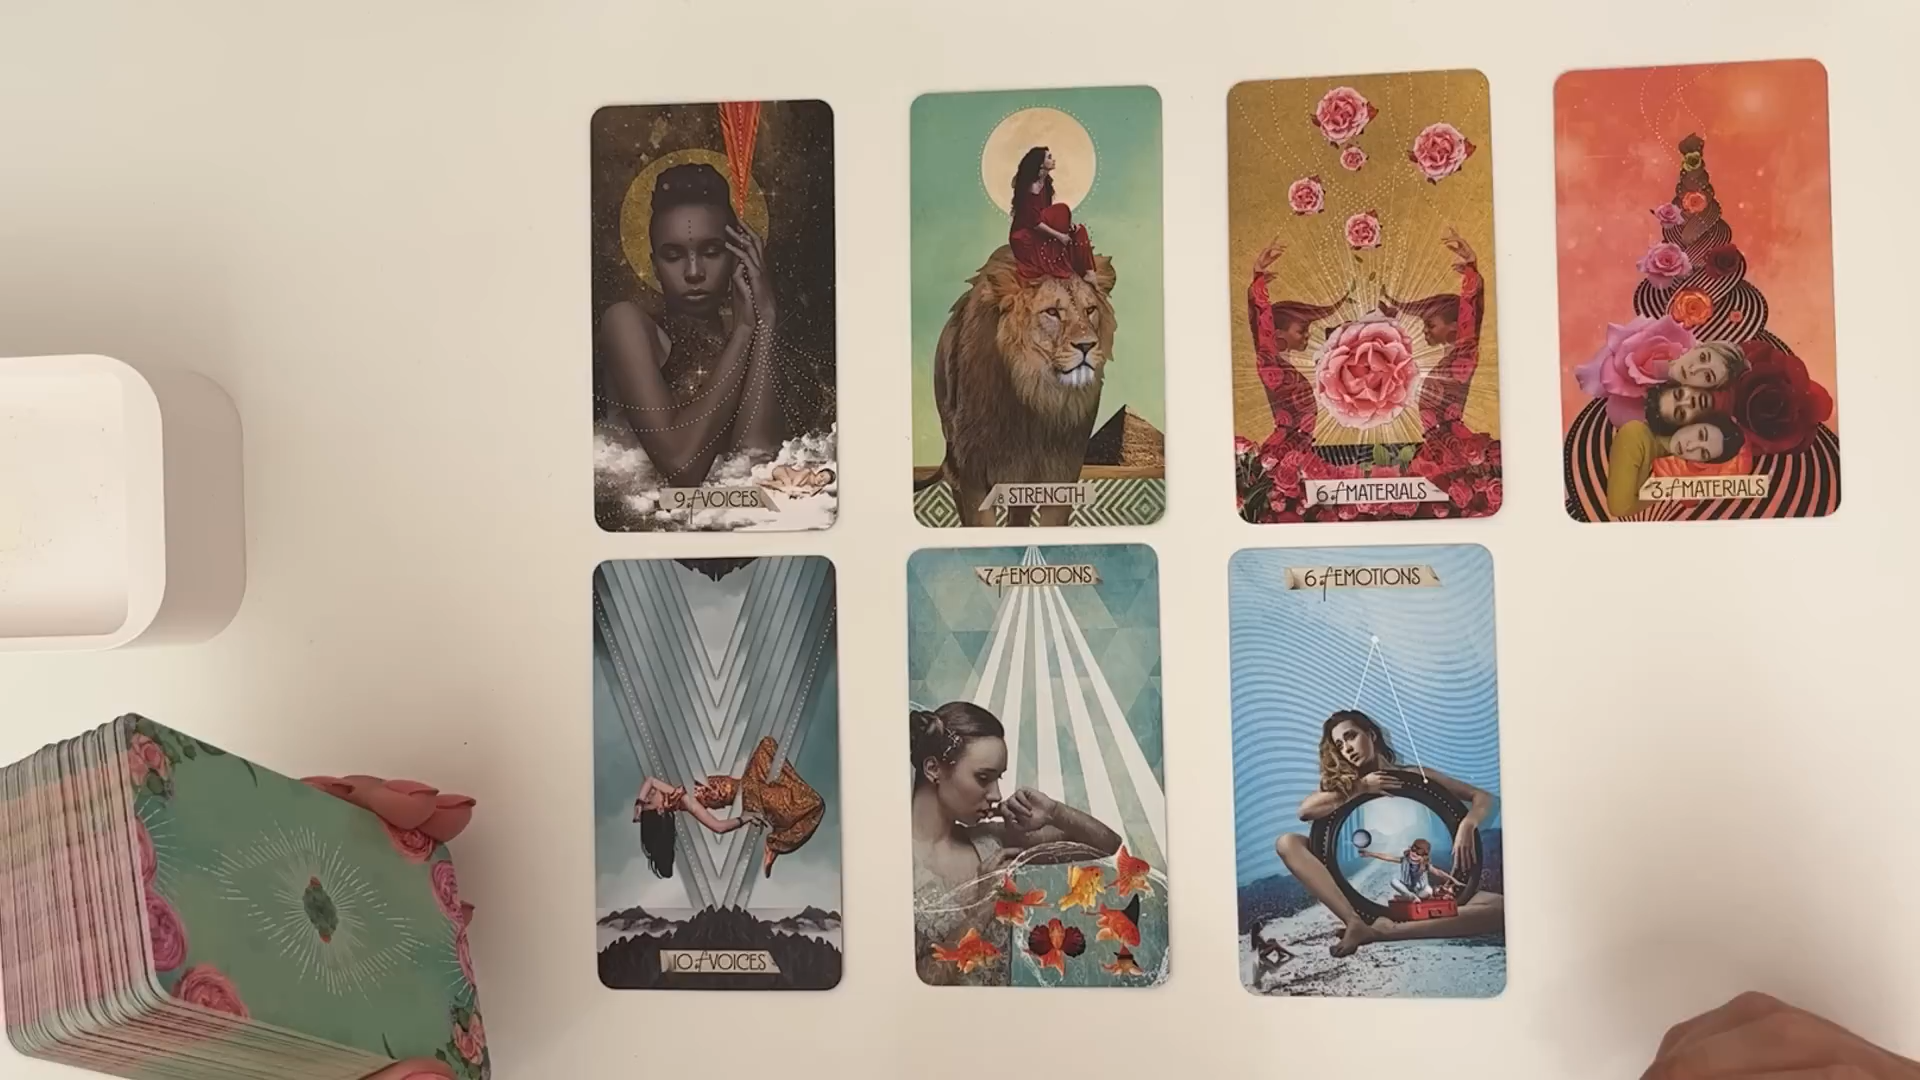 9 of VOICES
8 STRENGTH
6 of MATERIALS
3 of MATERIALS
10 of VOICES
7 of EMOTIONS
6 of EMOTIONS